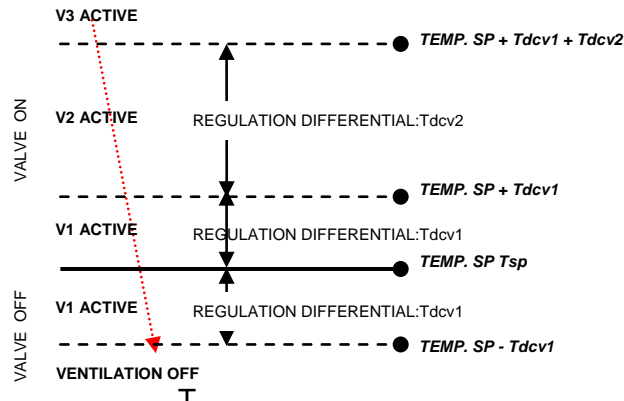 V3 ACTIVE
TEMP. SP + Tdcv1 + Tdcv2
VALVE ON
V2 ACTIVE
REGULATION DIFFERENTIAL:Tdcv2
TEMP. SP + Tdcv1
V1 ACTIVE
REGULATION DIFFERENTIAL:Tdcv1
TEMP. SP Tsp
VALVE OFF
V1 ACTIVE
REGULATION DIFFERENTIAL:Tdcv1
TEMP. SP - Tdcv1
VENTILATION OFF